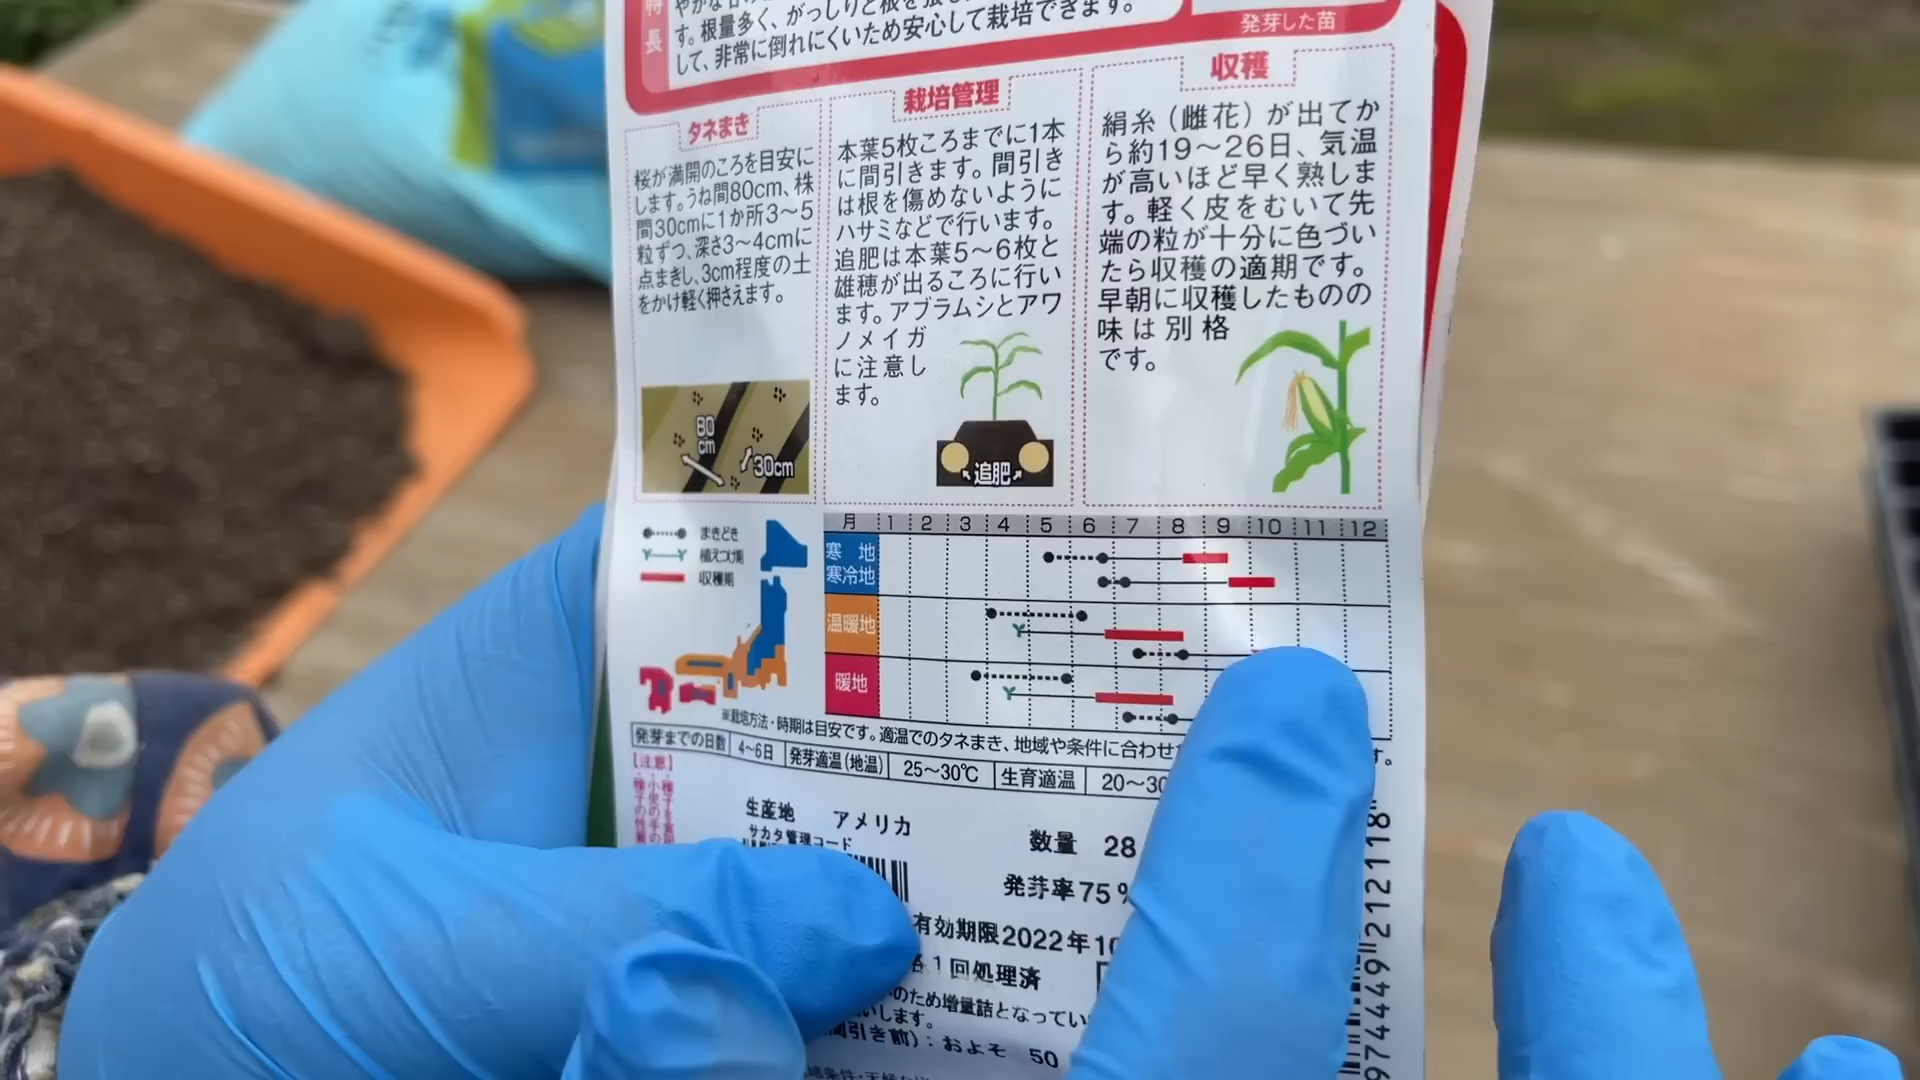 特長
す。根量多く、がっしりと根を張
して、非常に倒れにくいため安心して栽培できます。
発芽した苗
タネまき
桜が満開のころを目安に
します。うね間80cm、株
間30cmに1か所3〜5
粒ずつ、深さ3〜4cmに
点まきし、3cm程度の土
をかけ軽く押さえます。
80
cm
30cm
栽培管理
本葉5枚ころまでに1本
に間引きます。間引き
は根を傷めないように
ハサミなどで行います。
追肥は本葉5〜6枚と
雄穂が出るころに行い
ます。アブラムシとアワ
ノメイガ
に注意し
ます。
追肥
収穫
絹糸（雌花）が出てか
ら約19〜26日、気温
が高いほど早く熟しま
す。軽く皮をむいて先
端の粒が十分に色づい
たら収穫の適期です。
早朝に収穫したものの
味は別格
です。
まきどき
植えつけ期
収穫期
月 1 2 3 4 5 6 7 8 9 10 11 12
寒地
寒冷地
温暖地
暖地
※栽培方法・時期は目安です。適温でのタネまき、地域や条件に合わせ
す。
発芽までの日数 4〜6日 発芽適温(地温) 25〜30℃ 生育適温 20〜30
【注意】
生産地 アメリカ
サカタ管理コード
数量 28
発芽率75%
有効期限2022年10
1回処理済
のため増量詰となってい
します。
間引き前)：およそ 50
974449 212118